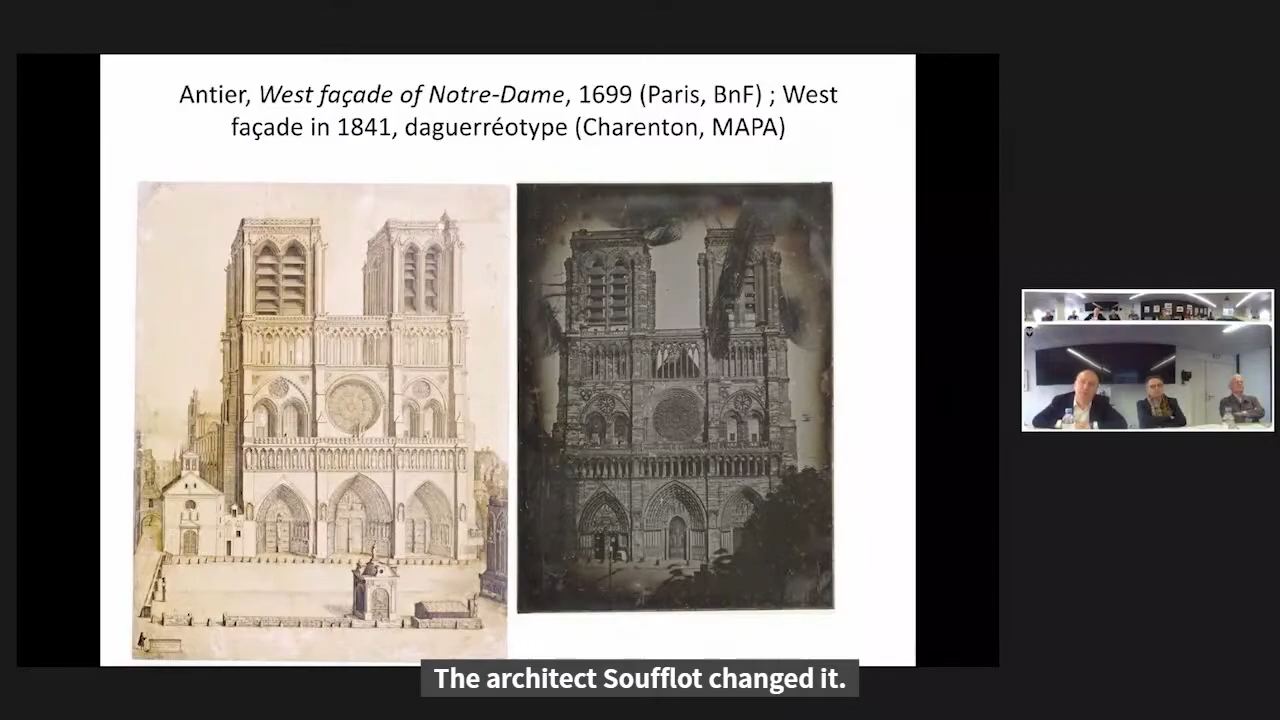 Antier, West façade of Notre-Dame, 1699 (Paris, BnF) ; West
façade in 1841, daguerréotype (Charenton, MAPA)
The architect Soufflot changed it.